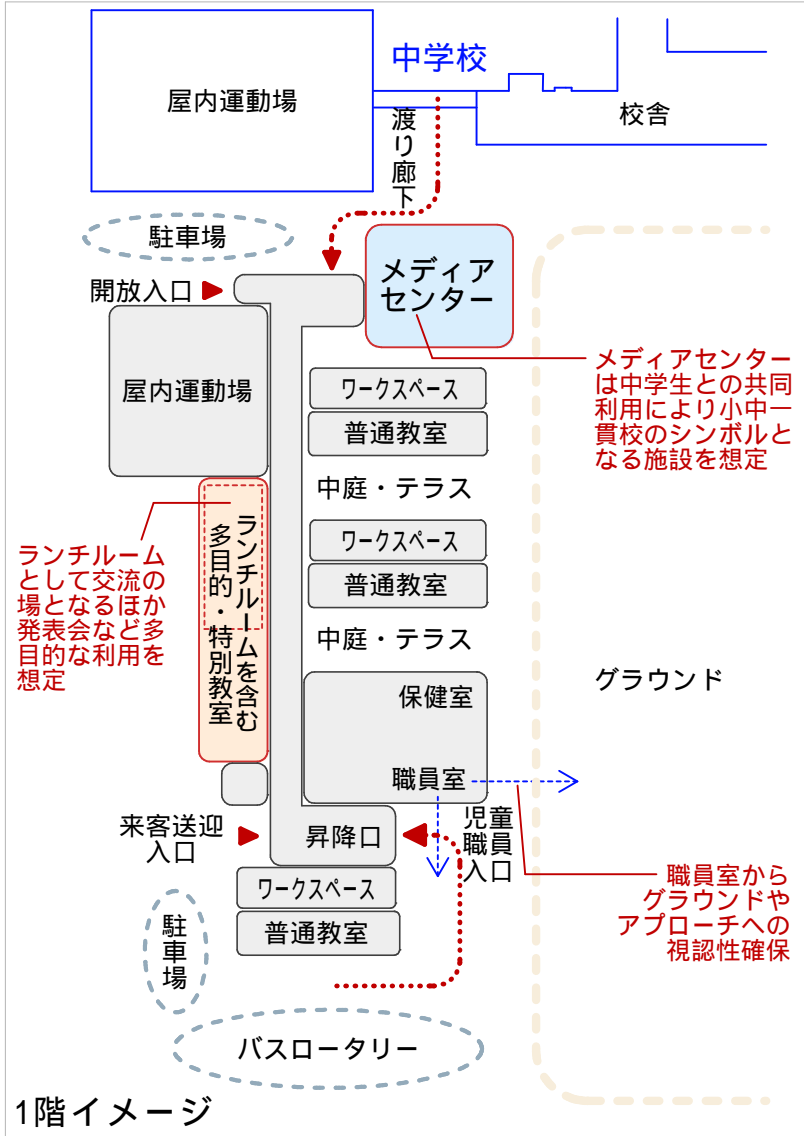 中学校
屋内運動場
校舎
渡り廊下
駐車場
メディア
センター
開放入口
屋内運動場
ワークスペース
普通教室
メディアセンター
は中学生との共同
利用により小中一
貫校のシンボルと
なる施設を想定
中庭・テラス
ランチルームを含む
多目的・特別教室
ワークスペース
普通教室
ランチルーム
として交流の
場となるほか
発表会など多
目的な利用を
想定
中庭・テラス
グラウンド
保健室
職員室
来客送迎
入口
昇降口
児童
職員
入口
ワークスペース
普通教室
職員室から
グラウンドや
アプローチへの
視認性確保
駐車場
バスロータリー
1階イメージ